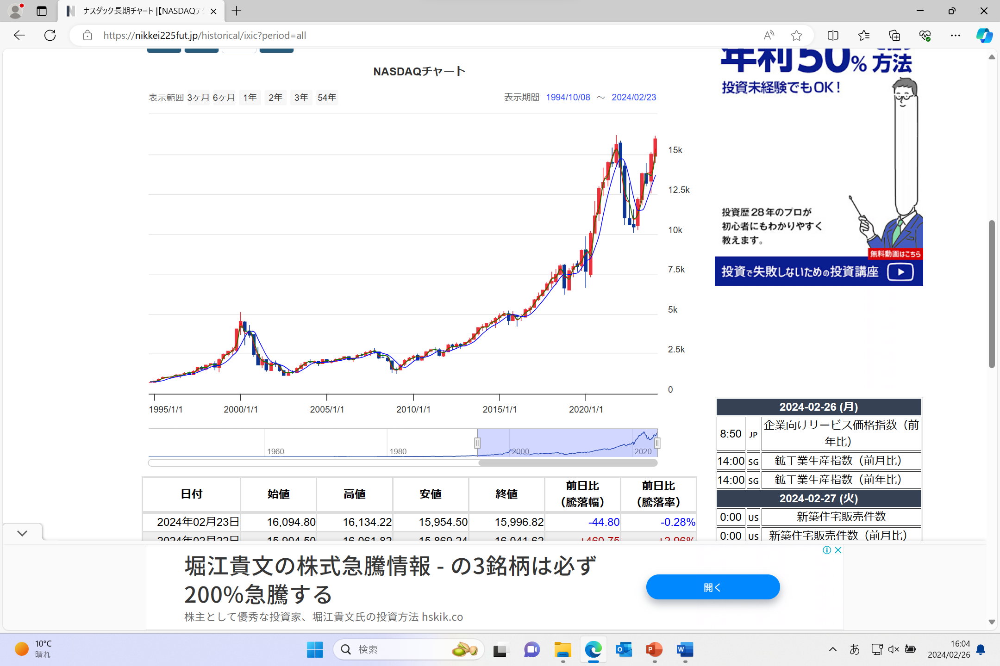 ナスダック長期チャート |【NASDAQテ
https://nikkei225fut.jp/historical/ixic?period=all
NASDAQチャート
表示範囲 3ヶ月 6ヶ月 1年 2年 3年 54年
表示期間 1994/10/08 ～ 2024/02/23
15k
12.5k
10k
7.5k
5k
2.5k
0
1995/1/1 2000/1/1 2005/1/1 2010/1/1 2015/1/1 2020/1/1
1960 1980 2000 2020
日付 始値 高値 安値 終値 前日比（騰落幅） 前日比（騰落率）
2024年02月23日 16,094.80 16,134.22 15,954.50 15,996.82 -44.80 -0.28%
2024年02月22日 15,904.50 16,061.82 15,869.24 16,041.62 +460.75 +2.96%
年利50%
方法
投資未経験でもOK！
投資歴28年のプロが
初心者にもわかりやすく
教えます。
無料動画はこちら
投資で失敗しないための投資講座
2024-02-26 (月)
8:50 JP 企業向けサービス価格指数（前年比）
14:00 SG 鉱工業生産指数（前月比）
14:00 SG 鉱工業生産指数（前年比）
2024-02-27 (火)
0:00 US 新築住宅販売件数
0:00 US 新築住宅販売件数（前月比）
堀江貴文の株式急騰情報 - の3銘柄は必ず
200%急騰する
株主として優秀な投資家、堀江貴文氏の投資方法 hskik.co
開く
10°C
晴れ
検索
あ
16:04
2024/02/26